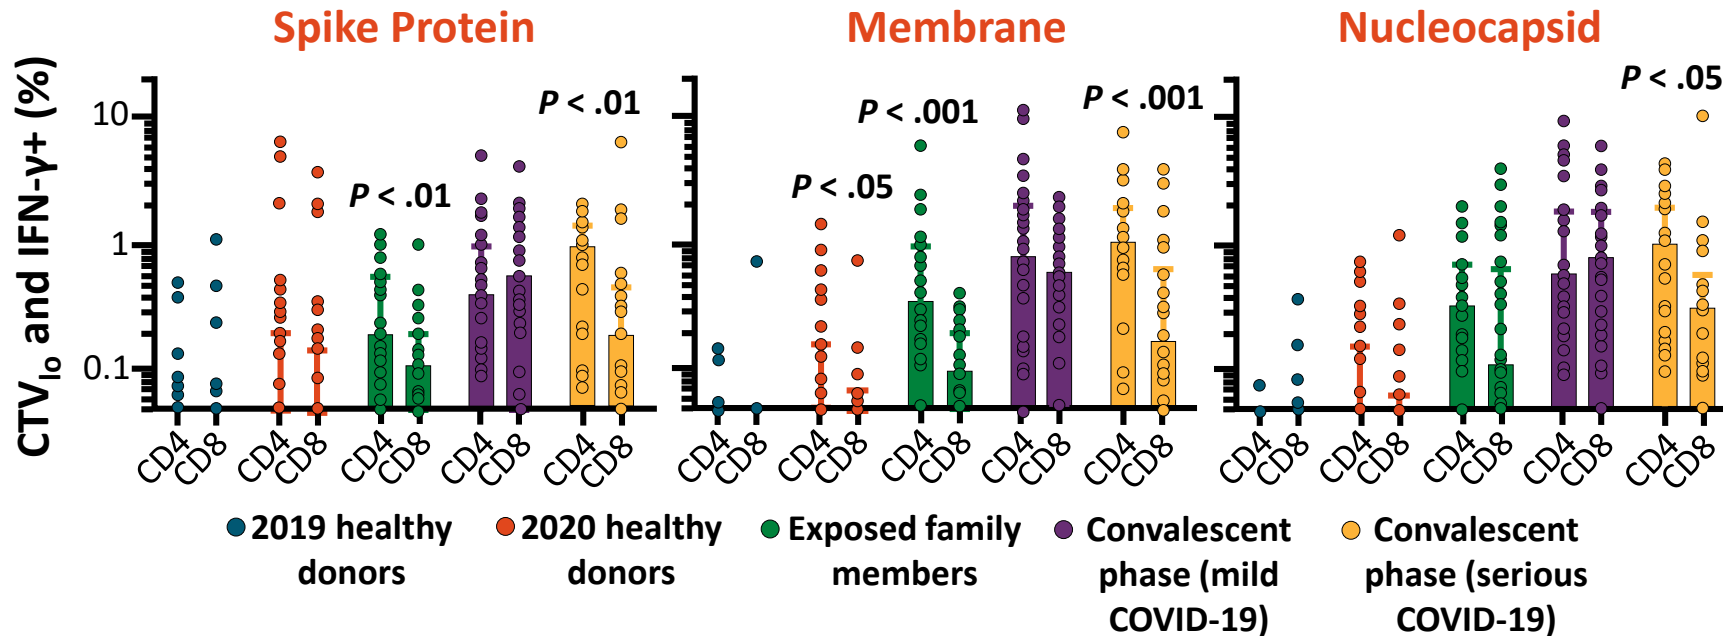 Spike Protein
Membrane
Nucleocapsid
CTVlo and IFN-γ+ (%)
10
1
0.1
P < .01
P < .01
P < .05
P < .001
P < .001
P < .05
CD4 CD8 CD4 CD8 CD4 CD8 CD4 CD8 CD4 CD8
CD4 CD8 CD4 CD8 CD4 CD8 CD4 CD8 CD4 CD8
CD4 CD8 CD4 CD8 CD4 CD8 CD4 CD8 CD4 CD8
2019 healthy
donors
2020 healthy
donors
Exposed family
members
Convalescent
phase (mild
COVID-19)
Convalescent
phase (serious
COVID-19)